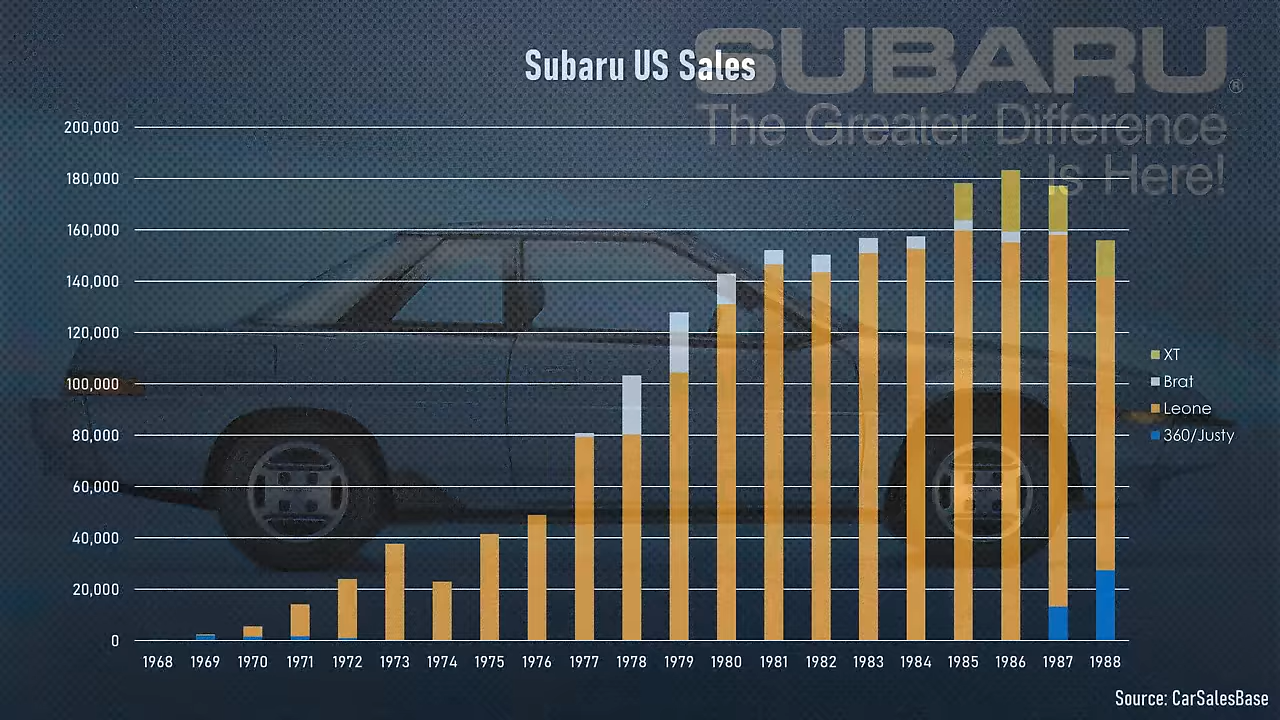 SUBARU®
Subaru US Sales
The Greater Difference
Is Here!
200,000
180,000
160,000
140,000
120,000
100,000
80,000
60,000
40,000
20,000
0
1968 1969 1970 1971 1972 1973 1974 1975 1976 1977 1978 1979 1980 1981 1982 1983 1984 1985 1986 1987 1988
XT
Brat
Leone
360/Justy
Source: CarSalesBase